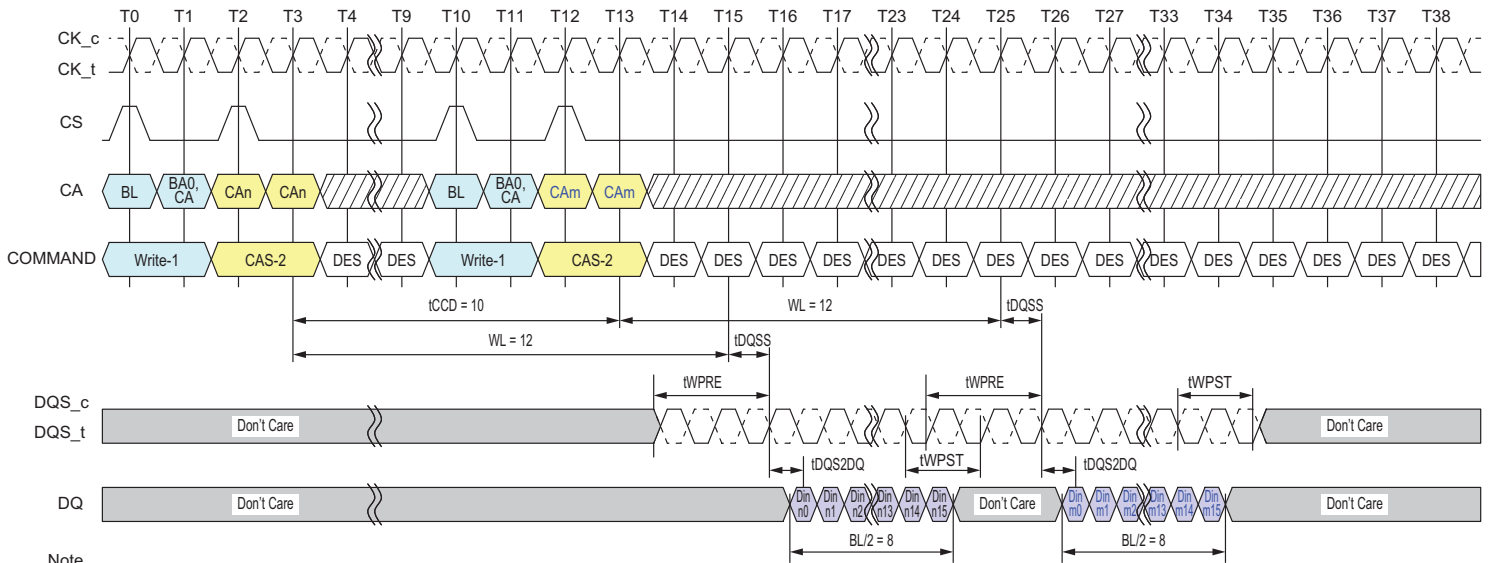 T0 T1 T2 T3 T4 T9 T10 T11 T12 T13 T14 T15 T16 T17 T23 T24 T25 T26 T27 T33 T34 T35 T36 T37 T38
CK_c
CK_t
CS
CA BL BA0, CA CAn CAn BL BA0, CA CAm CAm
COMMAND Write-1 CAS-2 DES DES Write-1 CAS-2 DES DES DES DES DES DES DES DES DES DES DES DES DES DES DES
tCCD = 10 WL = 12 tDQSS
WL = 12 tDQSS
tWPRE tWPRE tWPST
DQS_c
DQS_t Don't Care Don't Care
tDQS2DQ tWPST tDQS2DQ
DQ Don't Care Din n0 Din n1 Din n2 Din n13 Din n14 Din n15 Don't Care Din m0 Din m1 Din m2 Din m13 Din m14 Din m15 Don't Care
BL/2 = 8 BL/2 = 8
Note